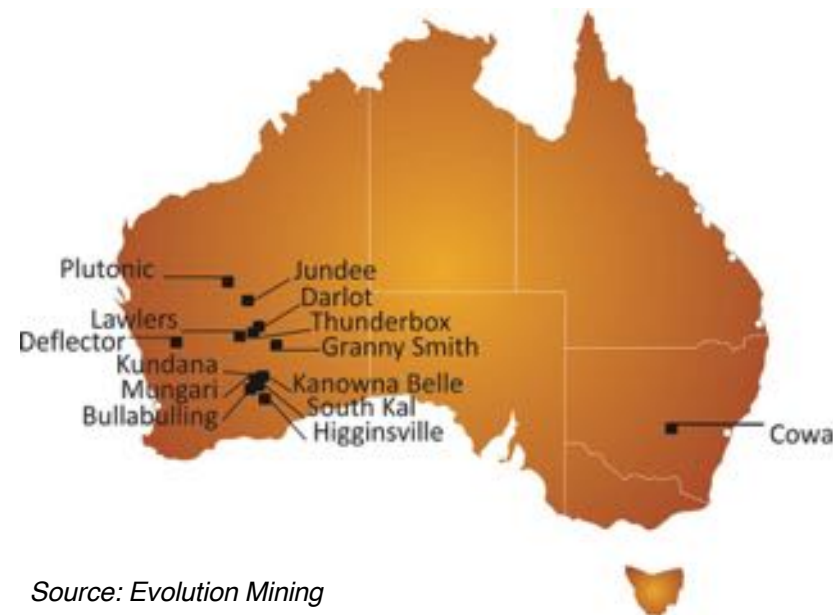 Plutonic
Jundee
Darlot
Lawlers
Thunderbox
Deflector
Granny Smith
Kundana
Kanowna Belle
Mungari
South Kal
Bullabulling
Higginsville
Cowa
Source: Evolution Mining